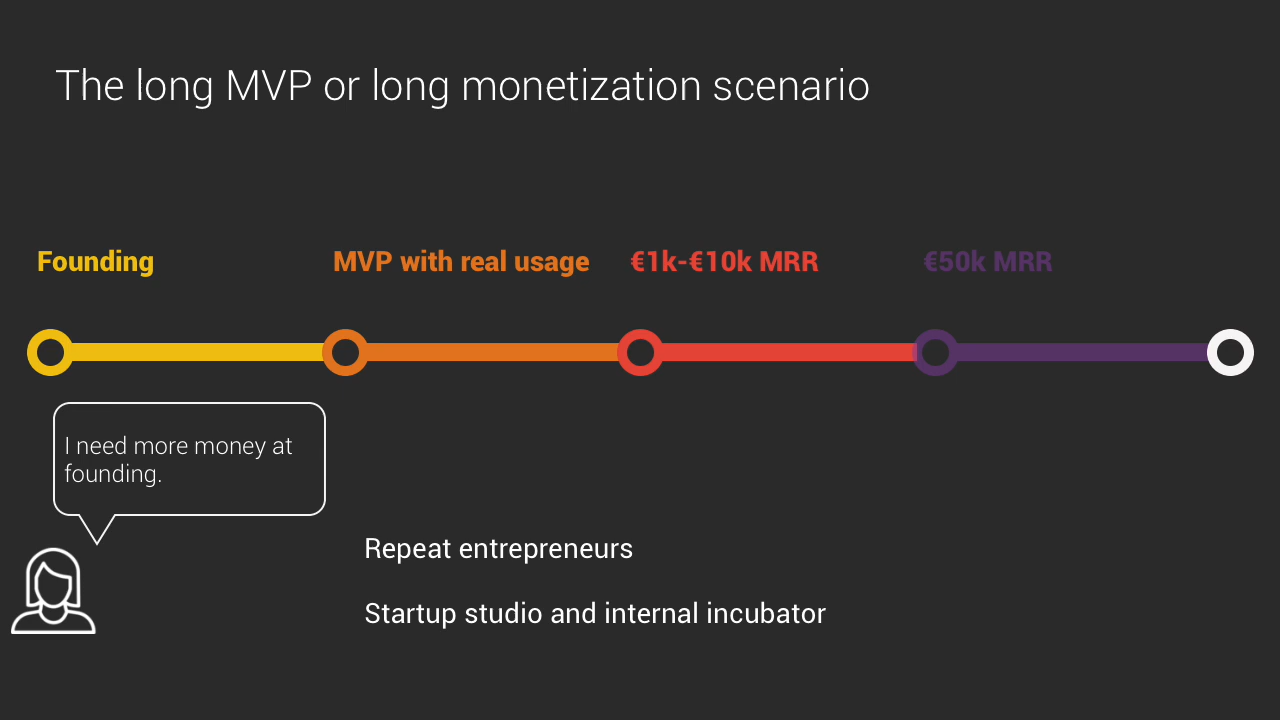 The long MVP or long monetization scenario
Founding
MVP with real usage
€1k-€10k MRR
€50k MRR
I need more money at
founding.
Repeat entrepreneurs
Startup studio and internal incubator